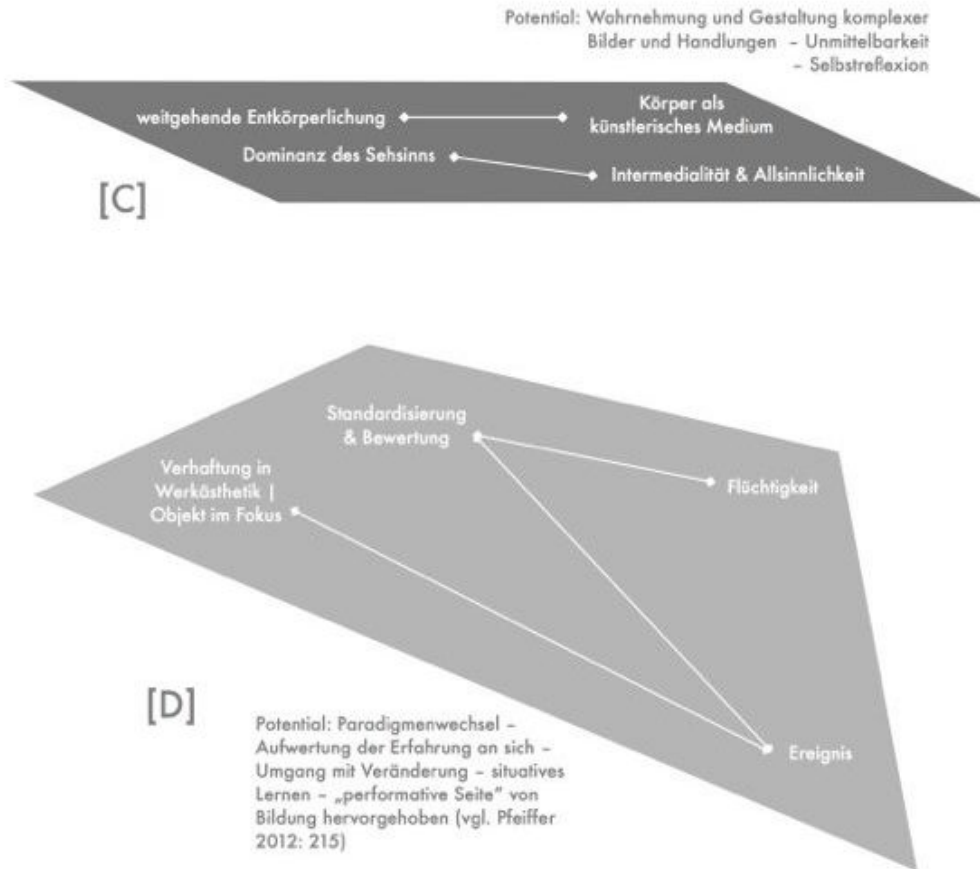 Potential: Wahrnehmung und Gestaltung komplexer
Bilder und Handlungen – Unmittelbarkeit
– Selbstreflexion
weitgehende Entkörperlichung
Körper als
künstlerisches Medium
Dominanz des Sehsinns
Intermedialität & Allsinnlichkeit
[C]
Standardisierung
& Bewertung
Verhaftung in
Werkästhetik |
Objekt im Fokus
Flüchtigkeit
Ereignis
[D]
Potential: Paradigmenwechsel –
Aufwertung der Erfahrung an sich –
Umgang mit Veränderung – situatives
Lernen – „performative Seite" von
Bildung hervorgehoben (vgl. Pfeiffer
2012: 215)